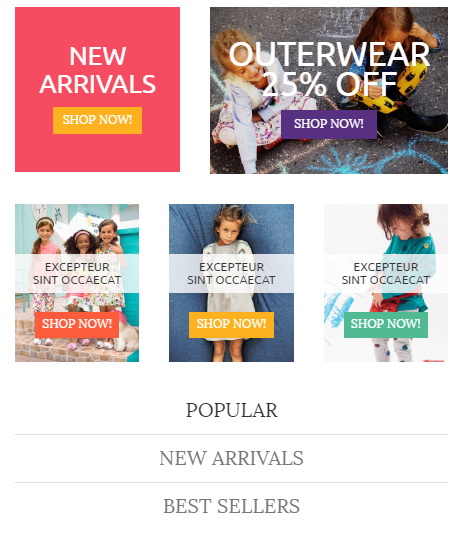 NEW
ARRIVALS
SHOP NOW!
OUTERWEAR
25% OFF
SHOP NOW!
EXCEPTEUR
SINT OCCAECAT
SHOP NOW!
EXCEPTEUR
SINT OCCAECAT
SHOP NOW!
EXCEPTEUR
SINT OCCAECAT
SHOP NOW!
POPULAR
NEW ARRIVALS
BEST SELLERS